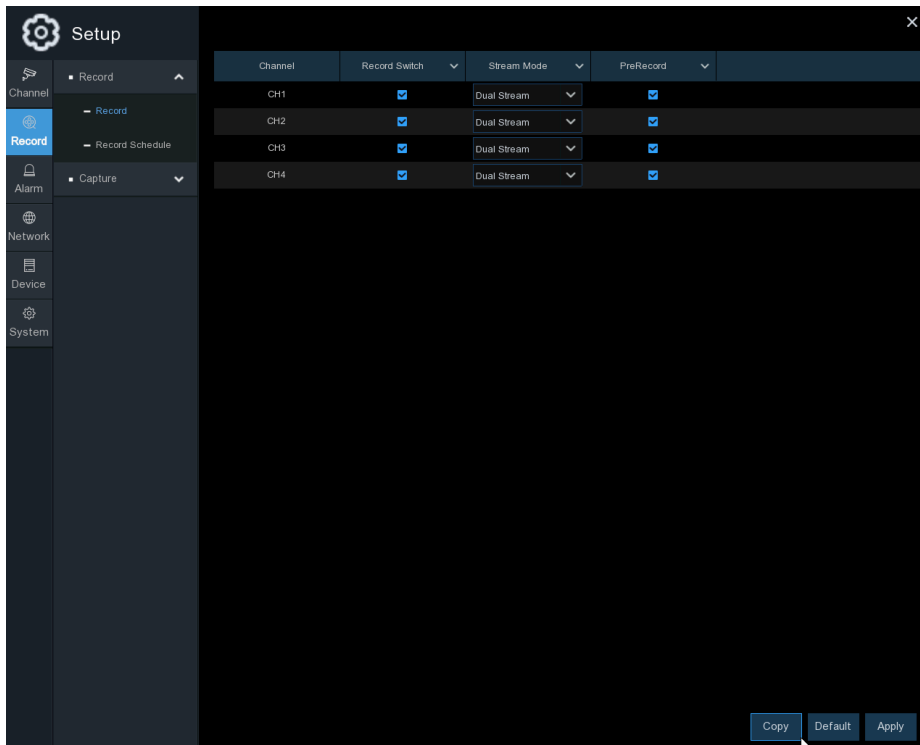 Setup
Channel
Record
Alarm
Network
Device
System
Record
Record
Record Schedule
Capture
Channel Record Switch Stream Mode PreRecord
CH1 Dual Stream
CH2 Dual Stream
CH3 Dual Stream
CH4 Dual Stream
Copy Default Apply